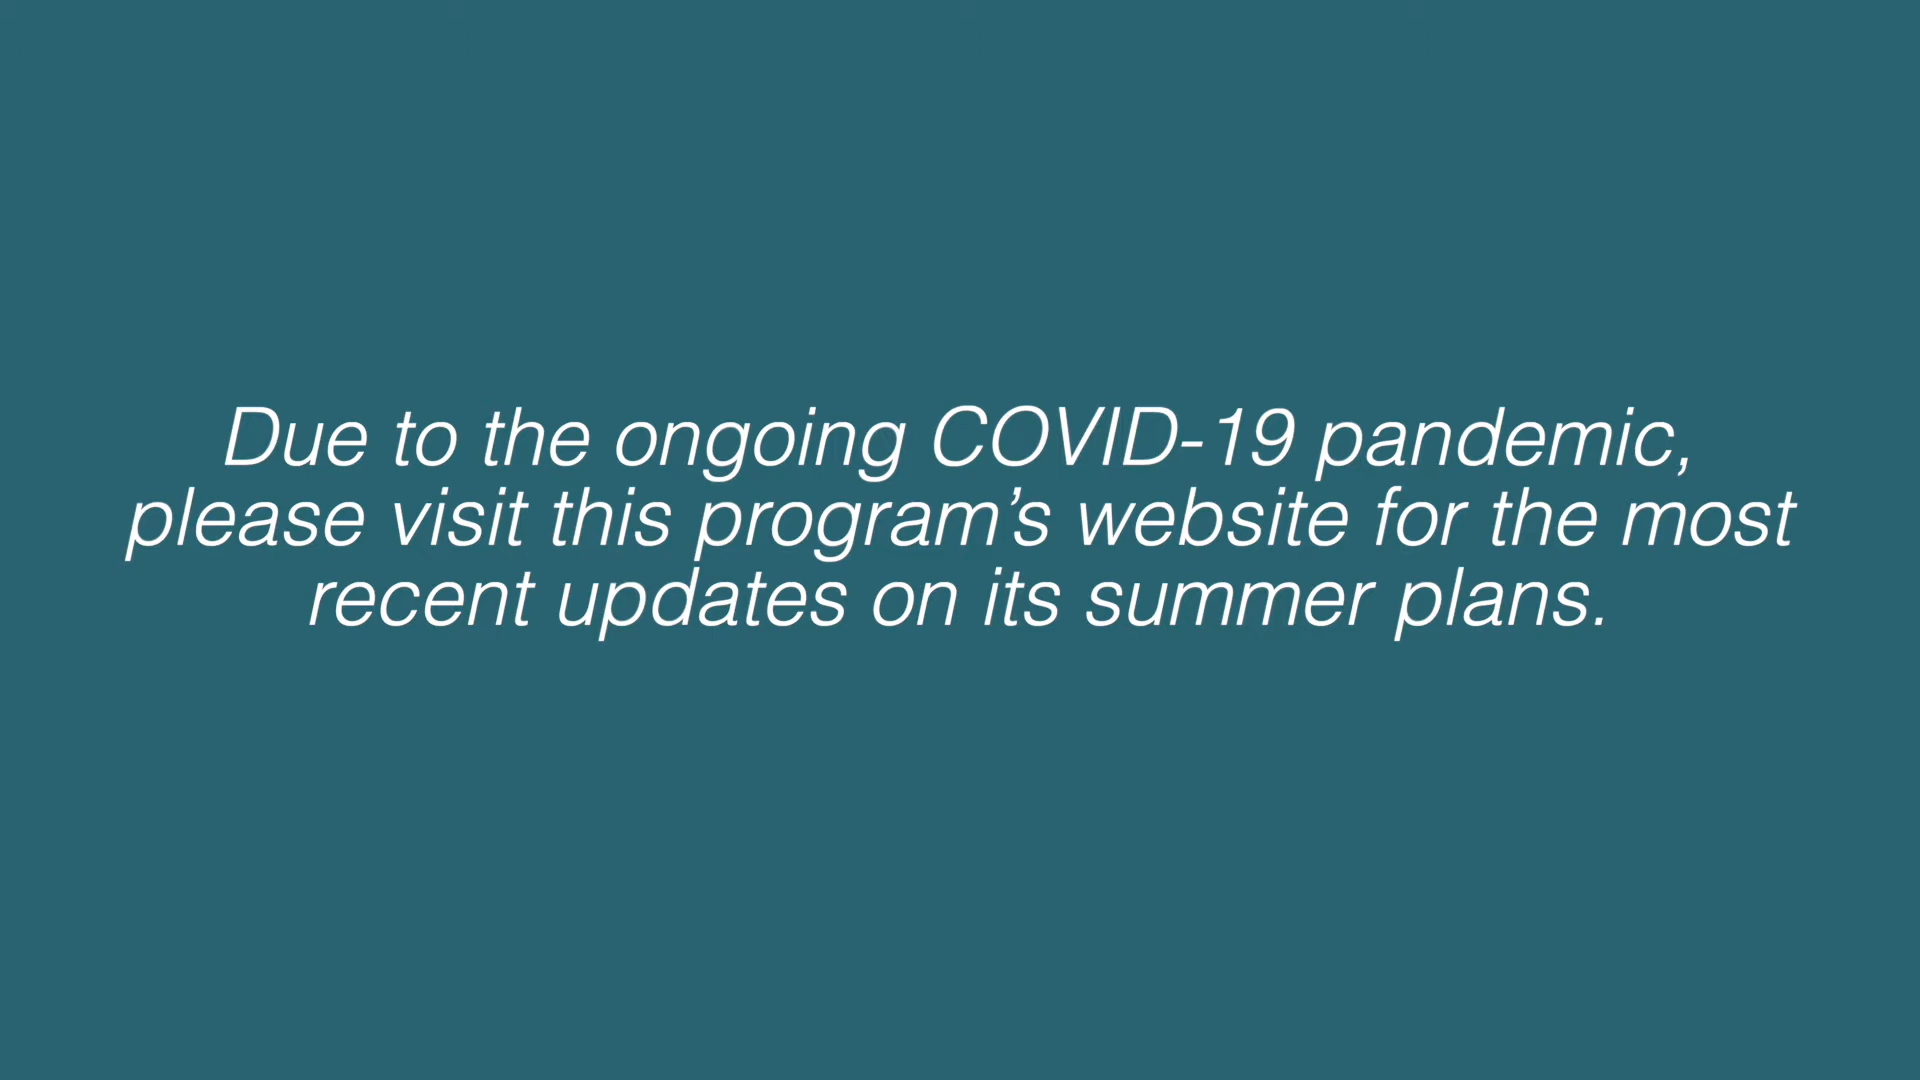 Due to the ongoing COVID-19 pandemic,
please visit this program’s website for the most
recent updates on its summer plans.